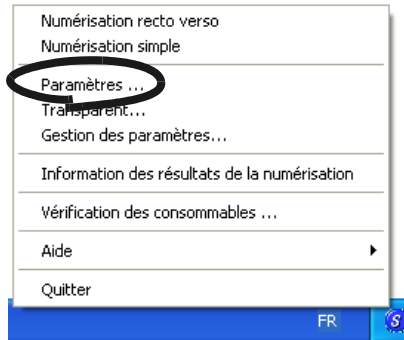 Numérisation recto verso
Numérisation simple
Paramètres ...
Transparent...
Gestion des paramètres...
Information des résultats de la numérisation
Vérification des consommables ...
Aide
Quitter
FR
S